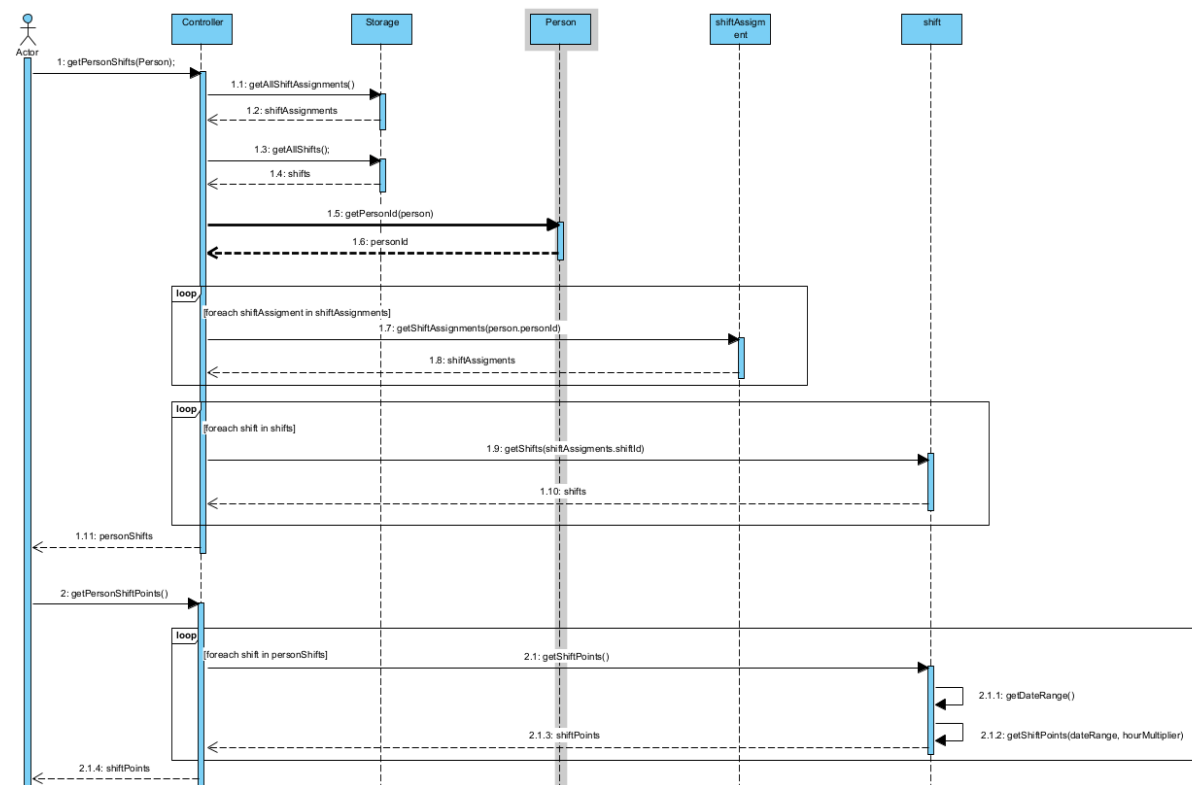 Controller
Storage
Person
shiftAssigm
ent
shift
Actor
1: getPersonShifts(Person);
1.1: getAllShiftAssignments()
1.2: shiftAssignments
1.3: getAllShifts();
1.4: shifts
1.5: getPersonId(person)
1.6: personId
loop
[foreach shiftAssigment in shiftAssignments]
1.7: getShiftAssignments(person.personId)
1.8: shiftAssigments
loop
[foreach shift in shifts]
1.9: getShifts(shiftAssigments.shiftId)
1.10: shifts
1.11: personShifts
2: getPersonShiftPoints()
loop
[foreach shift in personShifts]
2.1: getShiftPoints()
2.1.1: getDateRange()
2.1.2: getShiftPoints(dateRange, hourMultiplier)
2.1.3: shiftPoints
2.1.4: shiftPoints